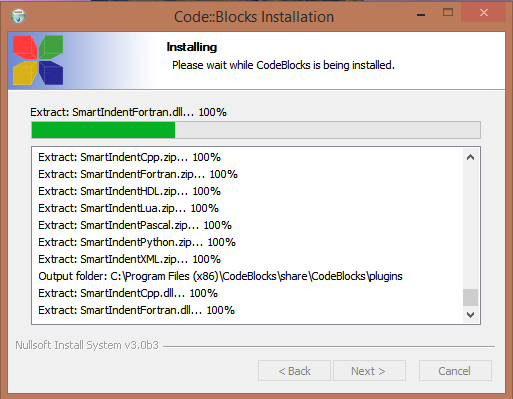 Code::Blocks Installation
Installing
Please wait while CodeBlocks is being installed.
Extract: SmartIndentFortran.dll... 100%
Extract: SmartIndentCpp.zip... 100%
Extract: SmartIndentFortran.zip... 100%
Extract: SmartIndentHDL.zip... 100%
Extract: SmartIndentLua.zip... 100%
Extract: SmartIndentPascal.zip... 100%
Extract: SmartIndentPython.zip... 100%
Extract: SmartIndentXML.zip... 100%
Output folder: C:\Program Files (x86)\CodeBlocks\share\CodeBlocks\plugins
Extract: SmartIndentCpp.dll... 100%
Extract: SmartIndentFortran.dll... 100%
Nullsoft Install System v3.0b3
< Back Next > Cancel